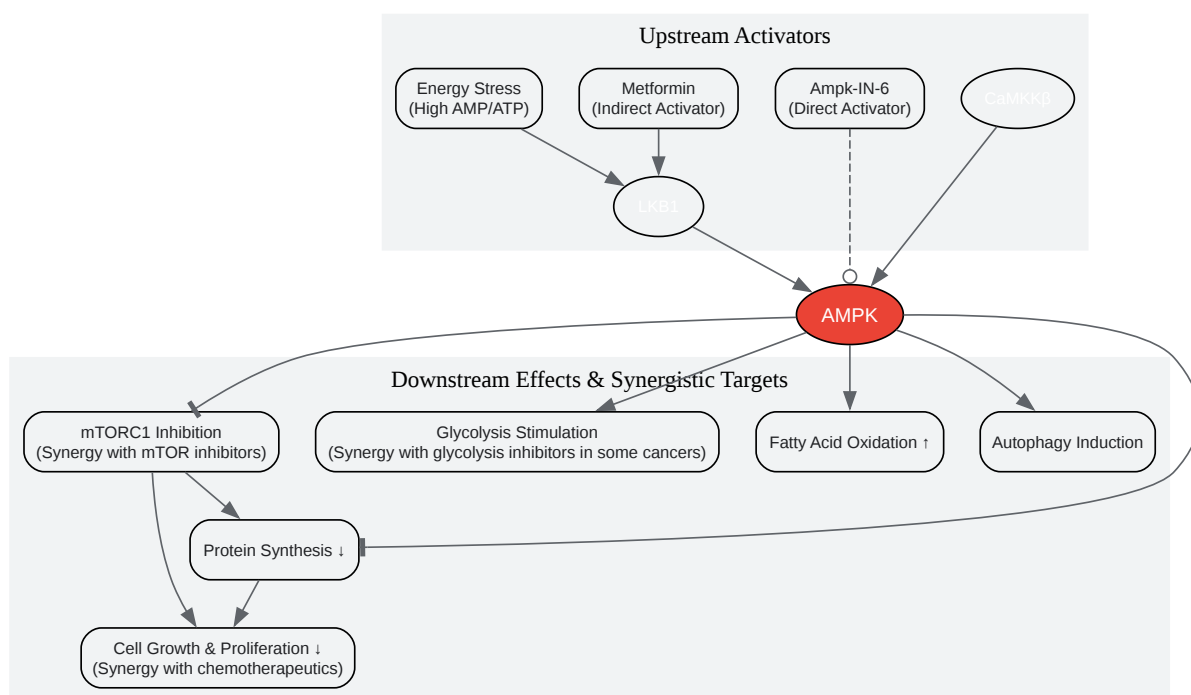 Upstream Activators
Energy Stress
(High AMP/ATP)
Metformin
(Indirect Activator)
Ampk-IN-6
(Direct Activator)
CaMKKβ
LKB1
AMPK
Downstream Effects & Synergistic Targets
mTORC1 Inhibition
(Synergy with mTOR inhibitors)
Glycolysis Stimulation
(Synergy with glycolysis inhibitors in some cancers)
Fatty Acid Oxidation ↑
Autophagy Induction
Protein Synthesis ↓
Cell Growth & Proliferation ↓
(Synergy with chemotherapeutics)